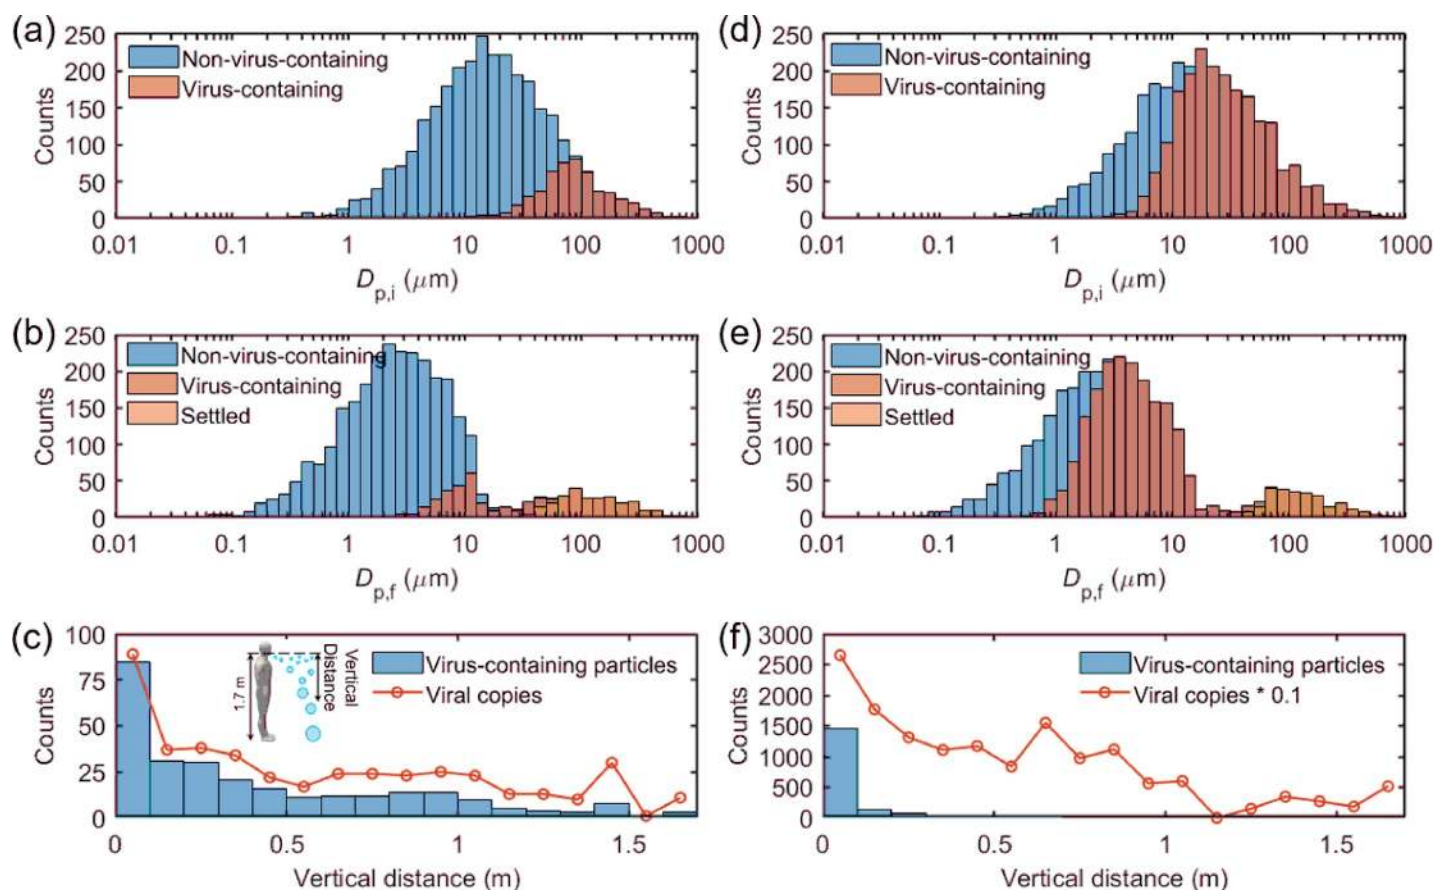 (a)
250
200
150
100
50
0
Counts
Non-virus-containing
Virus-containing
0.01 0.1 1 10 100 1000
Dp,i (μm)
(d)
250
200
150
100
50
0
Counts
Non-virus-containing
Virus-containing
0.01 0.1 1 10 100 1000
Dp,i (μm)
(b)
250
200
150
100
50
0
Counts
Non-virus-containing
Virus-containing
Settled
0.01 0.1 1 10 100 1000
Dp,f (μm)
(e)
250
200
150
100
50
0
Counts
Non-virus-containing
Virus-containing
Settled
0.01 0.1 1 10 100 1000
Dp,f (μm)
(c)
100
75
50
25
0
Counts
1.7 m
Vertical
Distance
Virus-containing particles
Viral copies
0 0.5 1 1.5
Vertical distance (m)
(f)
3000
2500
2000
1500
1000
500
0
Counts
Virus-containing particles
Viral copies * 0.1
0 0.5 1 1.5
Vertical distance (m)